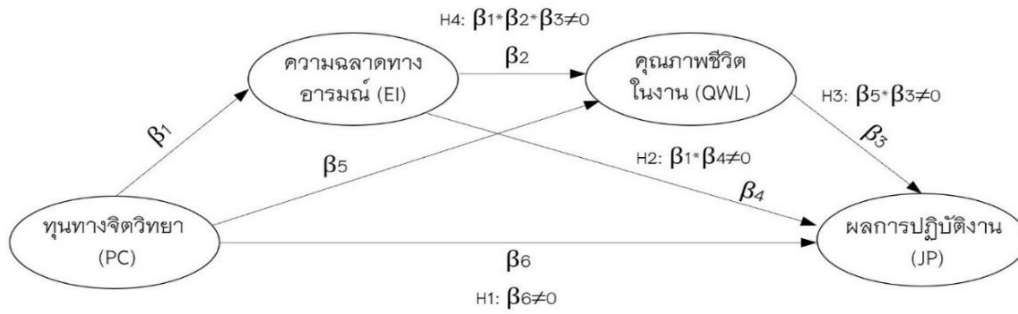 H4: β1*β2*β3≠0
ความฉลาดทาง
อารมณ์ (EI)
β2
คุณภาพชีวิต
ในงาน (QWL)
H3: β5*β3≠0
β1
β3
β5
H2: β1*β4≠0
β4
ทุนทางจิตวิทยา
(PC)
ผลการปฏิบัติงาน
(JP)
β6
H1: β6≠0